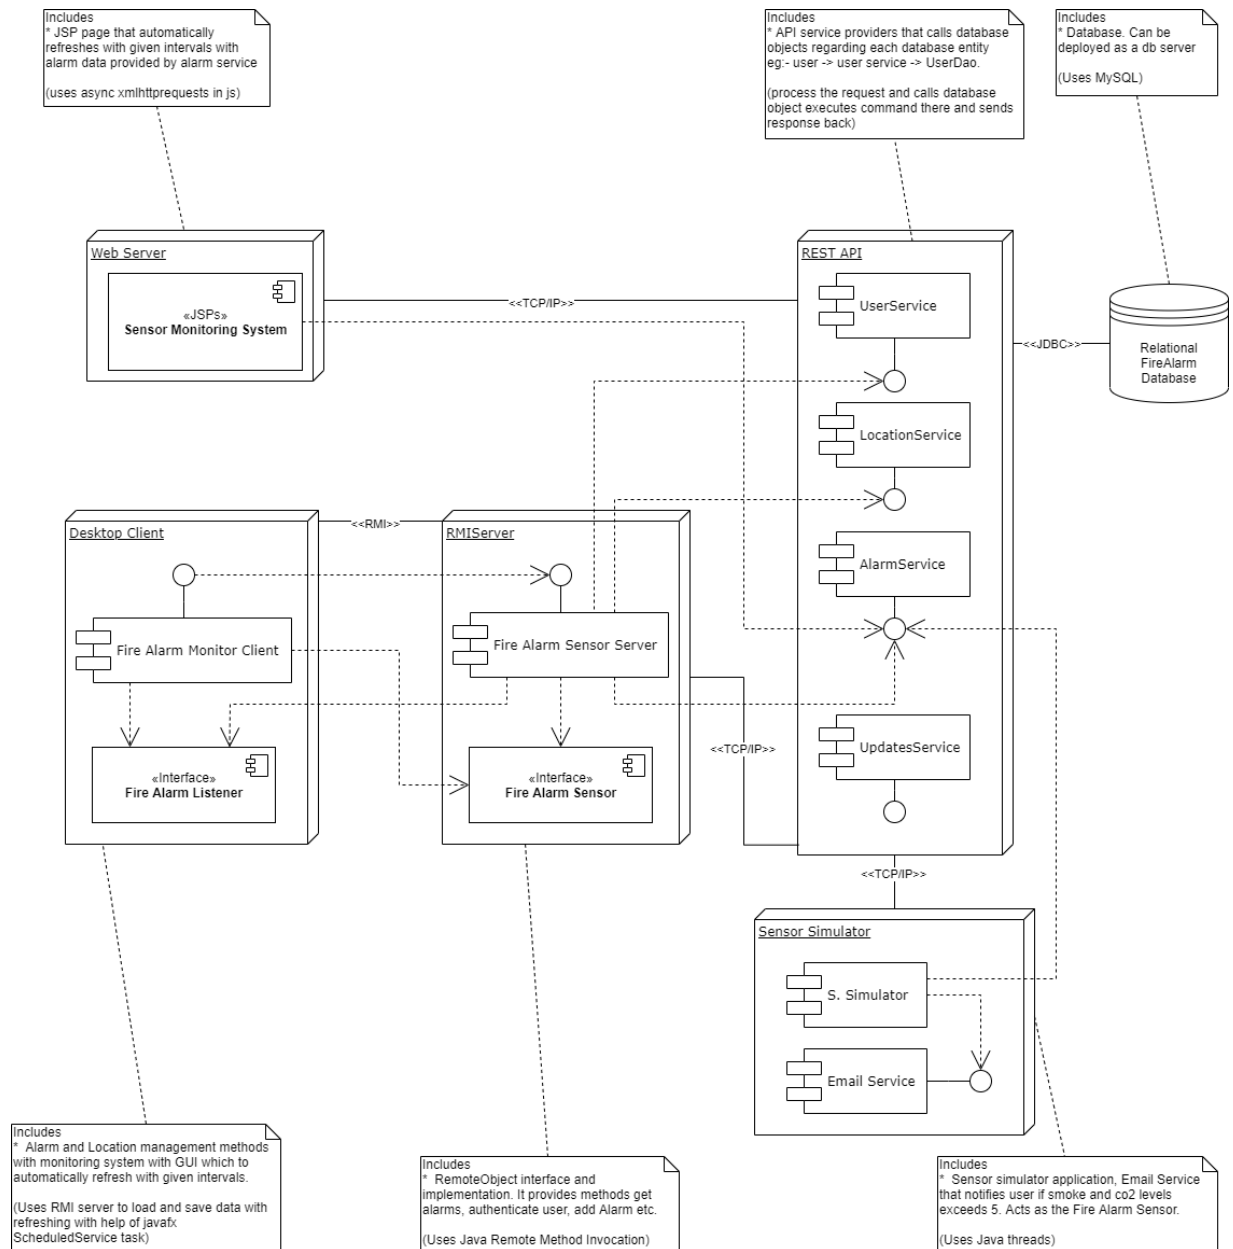 Includes
* JSP page that automatically
refreshes with given intervals with
alarm data provided by alarm service
(uses async xmlhttprequests in js)
Includes
* API service providers that calls database
objects regarding each database entity
eg:- user -> user service -> UserDao.
(process the request and calls database
object executes command there and sends
response back)
Includes
* Database. Can be
deployed as a db server
(Uses MySQL)
Web Server
«JSPs»
Sensor Monitoring System
<<TCP/IP>>
REST API
UserService
LocationService
AlarmService
UpdatesService
<<JDBC>>
Relational
FireAlarm
Database
Desktop Client
Fire Alarm Monitor Client
«Interface»
Fire Alarm Listener
<<RMI>>
RMIServer
Fire Alarm Sensor Server
«Interface»
Fire Alarm Sensor
<<TCP/IP>>
<<TCP/IP>>
Sensor Simulator
S. Simulator
Email Service
Includes
* Alarm and Location management methods
with monitoring system with GUI which to
automatically refresh with given intervals.
(Uses RMI server to load and save data with
refreshing with help of javafx
ScheduledService task)
Includes
* RemoteObject interface and
implementation. It provides methods get
alarms, authenticate user, add Alarm etc.
(Uses Java Remote Method Invocation)
Includes
* Sensor simulator application, Email Service
that notifies user if smoke and co2 levels
exceeds 5. Acts as the Fire Alarm Sensor.
(Uses Java threads)